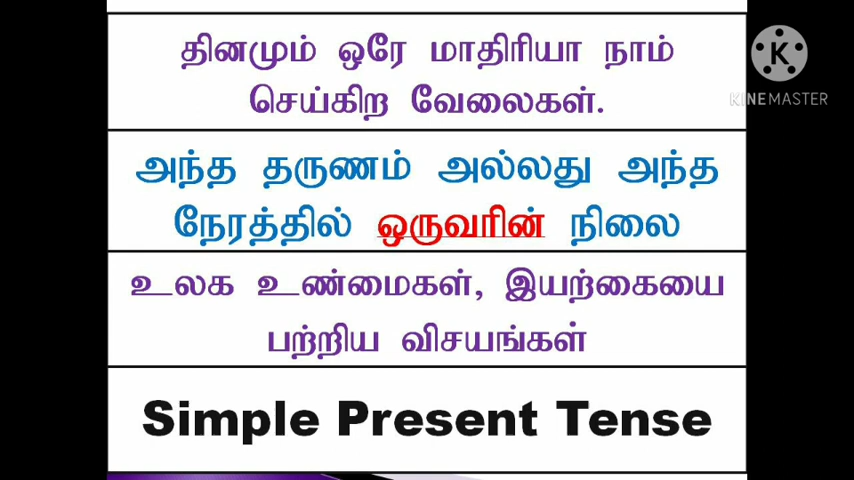 தினமும் ஒரே மாதிரியா நாம்
செய்கிற வேலைகள்.
அந்த தருணம் அல்லது அந்த
நேரத்தில் ஒருவரின் நிலை
உலக உண்மைகள், இயற்கையை
பற்றிய விசயங்கள்
Simple Present Tense
K
KINEMASTER